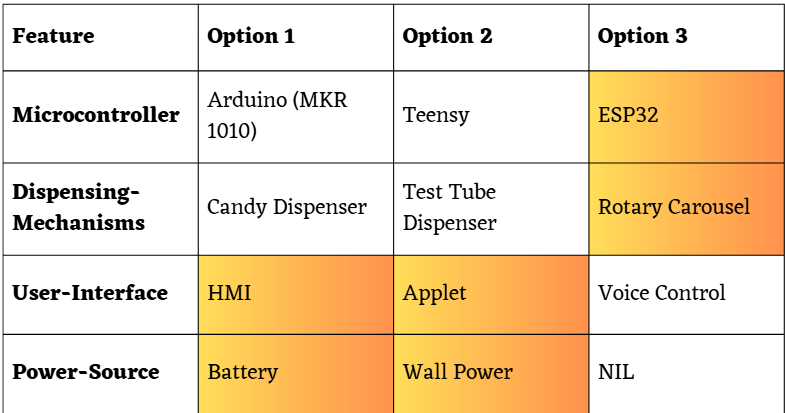 Feature Option 1 Option 2 Option 3
Microcontroller Arduino (MKR 1010) Teensy ESP32
Dispensing-Mechanisms Candy Dispenser Test Tube Dispenser Rotary Carousel
User-Interface HMI Applet Voice Control
Power-Source Battery Wall Power NIL